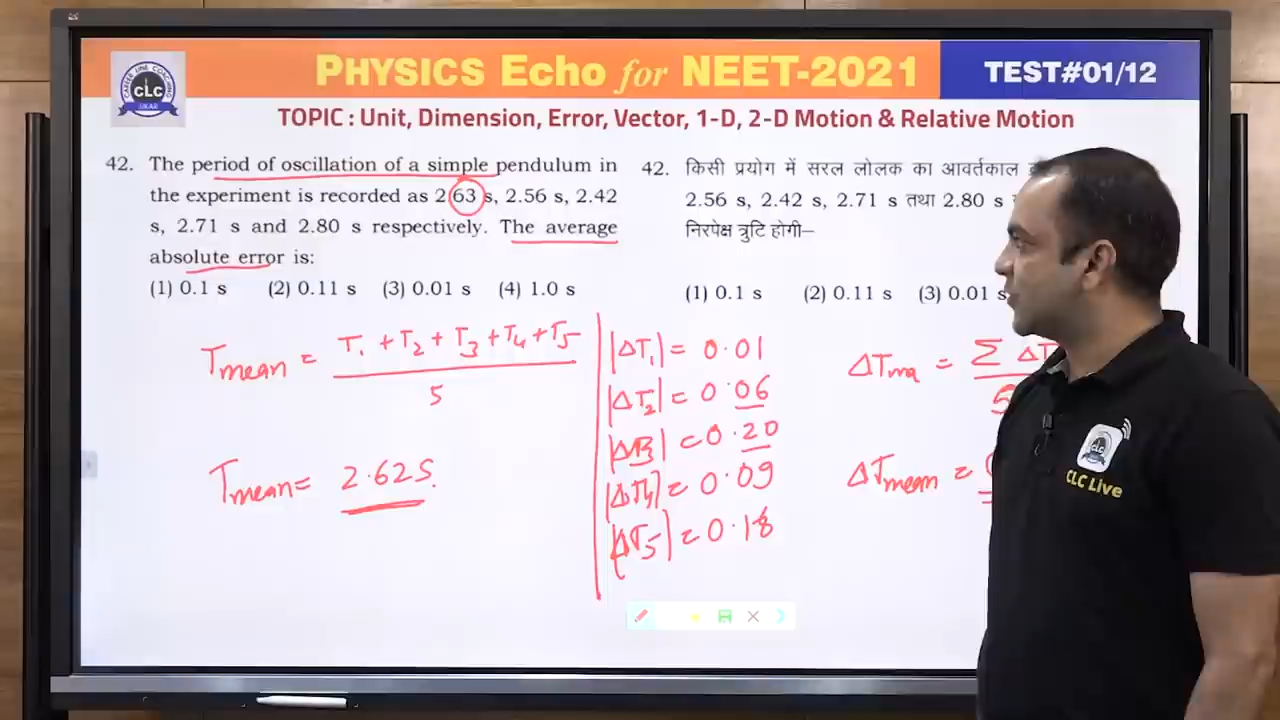 PHYSICS Echo for NEET-2021
TEST#01/12
CLC
SIKAR
TOPIC : Unit, Dimension, Error, Vector, 1-D, 2-D Motion & Relative Motion
42. The period of oscillation of a simple pendulum in
the experiment is recorded as 2.63 s, 2.56 s, 2.42
s, 2.71 s and 2.80 s respectively. The average
absolute error is:
(1) 0.1 s (2) 0.11 s (3) 0.01 s (4) 1.0 s
42. किसी प्रयोग में सरल लोलक का आवर्तकाल
2.56 s, 2.42 s, 2.71 s तथा 2.80 s
निरपेक्ष त्रुटि होगी–
(1) 0.1 s (2) 0.11 s (3) 0.01 s
Tmean = T₁ + T₂ + T₃ + T₄ + T₅
5
Tmean = 2.62 S.
|ΔT₁| = 0.01
|ΔT₂| = 0.06
|ΔT₃| = 0.20
|ΔT₄| = 0.09
|ΔT₅| = 0.18
ΔTma = Σ ΔT
5
ΔTmean =
CLC
CLC Live